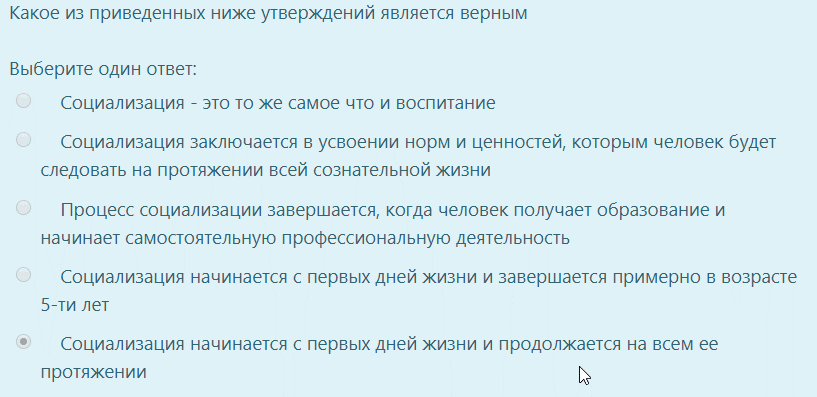 Какое из приведенных ниже утверждений является верным
Выберите один ответ:
Социализация - это то же самое что и воспитание
Социализация заключается в усвоении норм и ценностей, которым человек будет
следовать на протяжении всей сознательной жизни
Процесс социализации завершается, когда человек получает образование и
начинает самостоятельную профессиональную деятельность
Социализация начинается с первых дней жизни и завершается примерно в возрасте
5-ти лет
Социализация начинается с первых дней жизни и продолжается на всем ее
протяжении